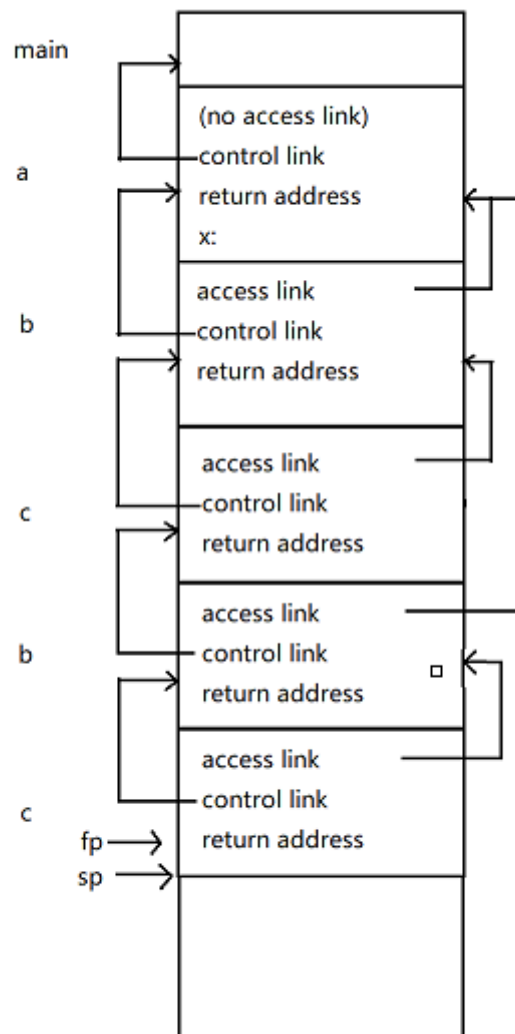 main
(no access link)
control link
a
return address
x:
access link
b
control link
return address
access link
control link
c
return address
access link
b
control link
return address
access link
control link
c
fp
return address
sp